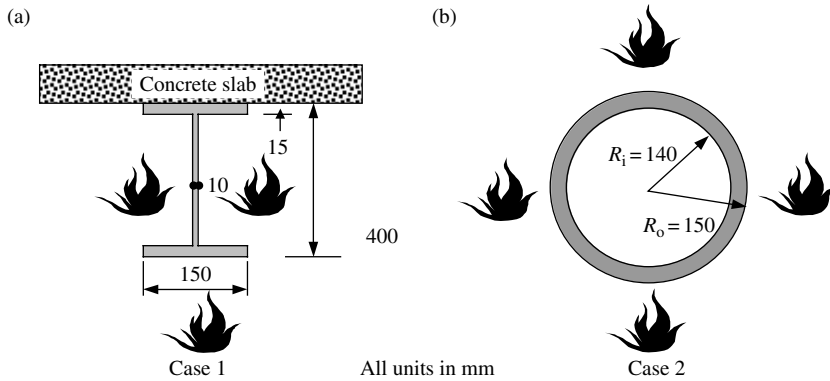 (a)
(b)
Concrete slab
15
10
400
150
Case 1
All units in mm
R_i = 140
R_o = 150
Case 2